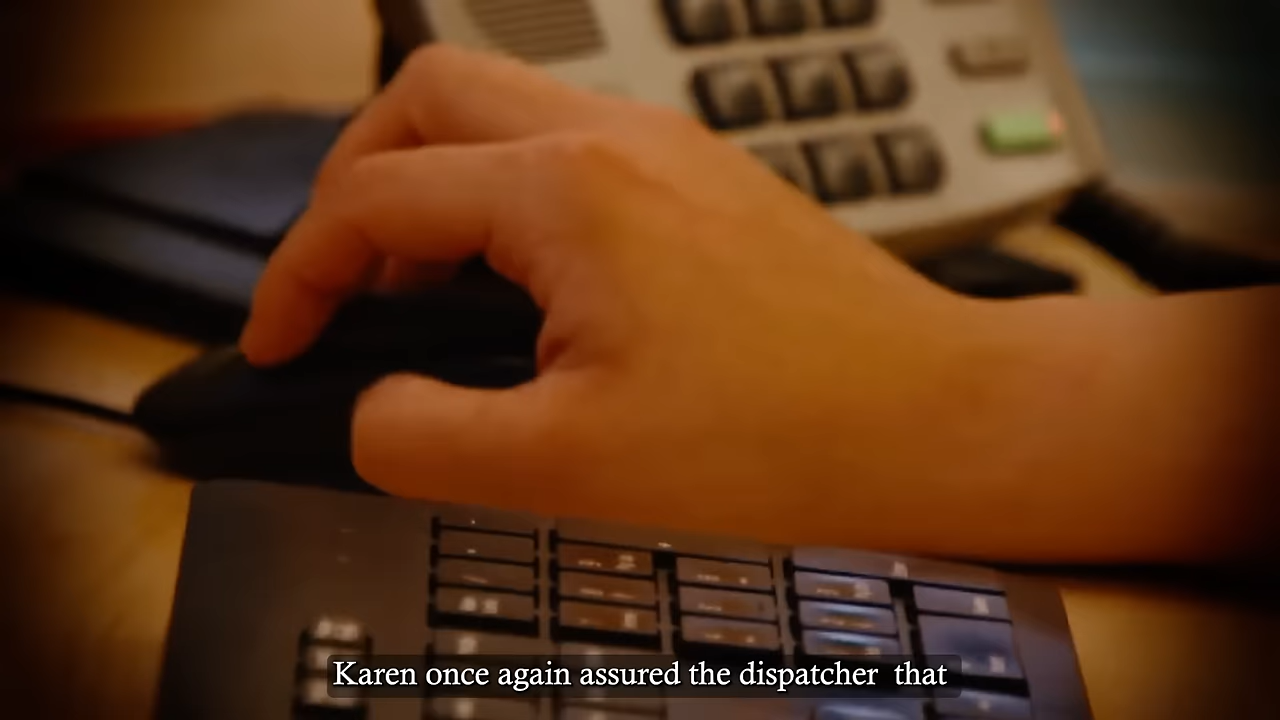 Karen once again assured the dispatcher that